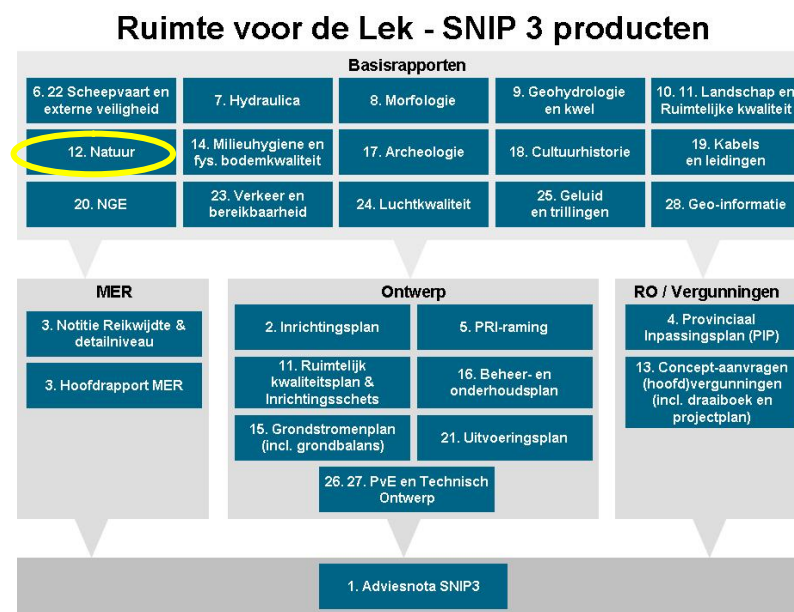 Ruimte voor de Lek - SNIP 3 producten
Basisrapporten
6. 22 Scheepvaart en
externe veiligheid
7. Hydraulica
8. Morfologie
9. Geohydrologie
en kwel
10. 11. Landschap en
Ruimtelijke kwaliteit
12. Natuur
14. Milieuhygiene en
fys. bodemkwaliteit
17. Archeologie
18. Cultuurhistorie
19. Kabels
en leidingen
20. NGE
23. Verkeer en
bereikbaarheid
24. Luchtkwaliteit
25. Geluid
en trillingen
28. Geo-informatie
MER
3. Notitie Reikwijdte &
detailniveau
3. Hoofdrapport MER
Ontwerp
2. Inrichtingsplan
5. PRI-raming
11. Ruimtelijk
kwaliteitsplan &
Inrichtingsschets
16. Beheer- en
onderhoudsplan
15. Grondstromenplan
(incl. grondbalans)
21. Uitvoeringsplan
26. 27. PvE en Technisch
Ontwerp
RO / Vergunningen
4. Provinciaal
Inpassingsplan (PIP)
13. Concept-aanvragen
(hoofd)vergunningen
(incl. draaiboek en
projectplan)
1. Adviesnota SNIP3